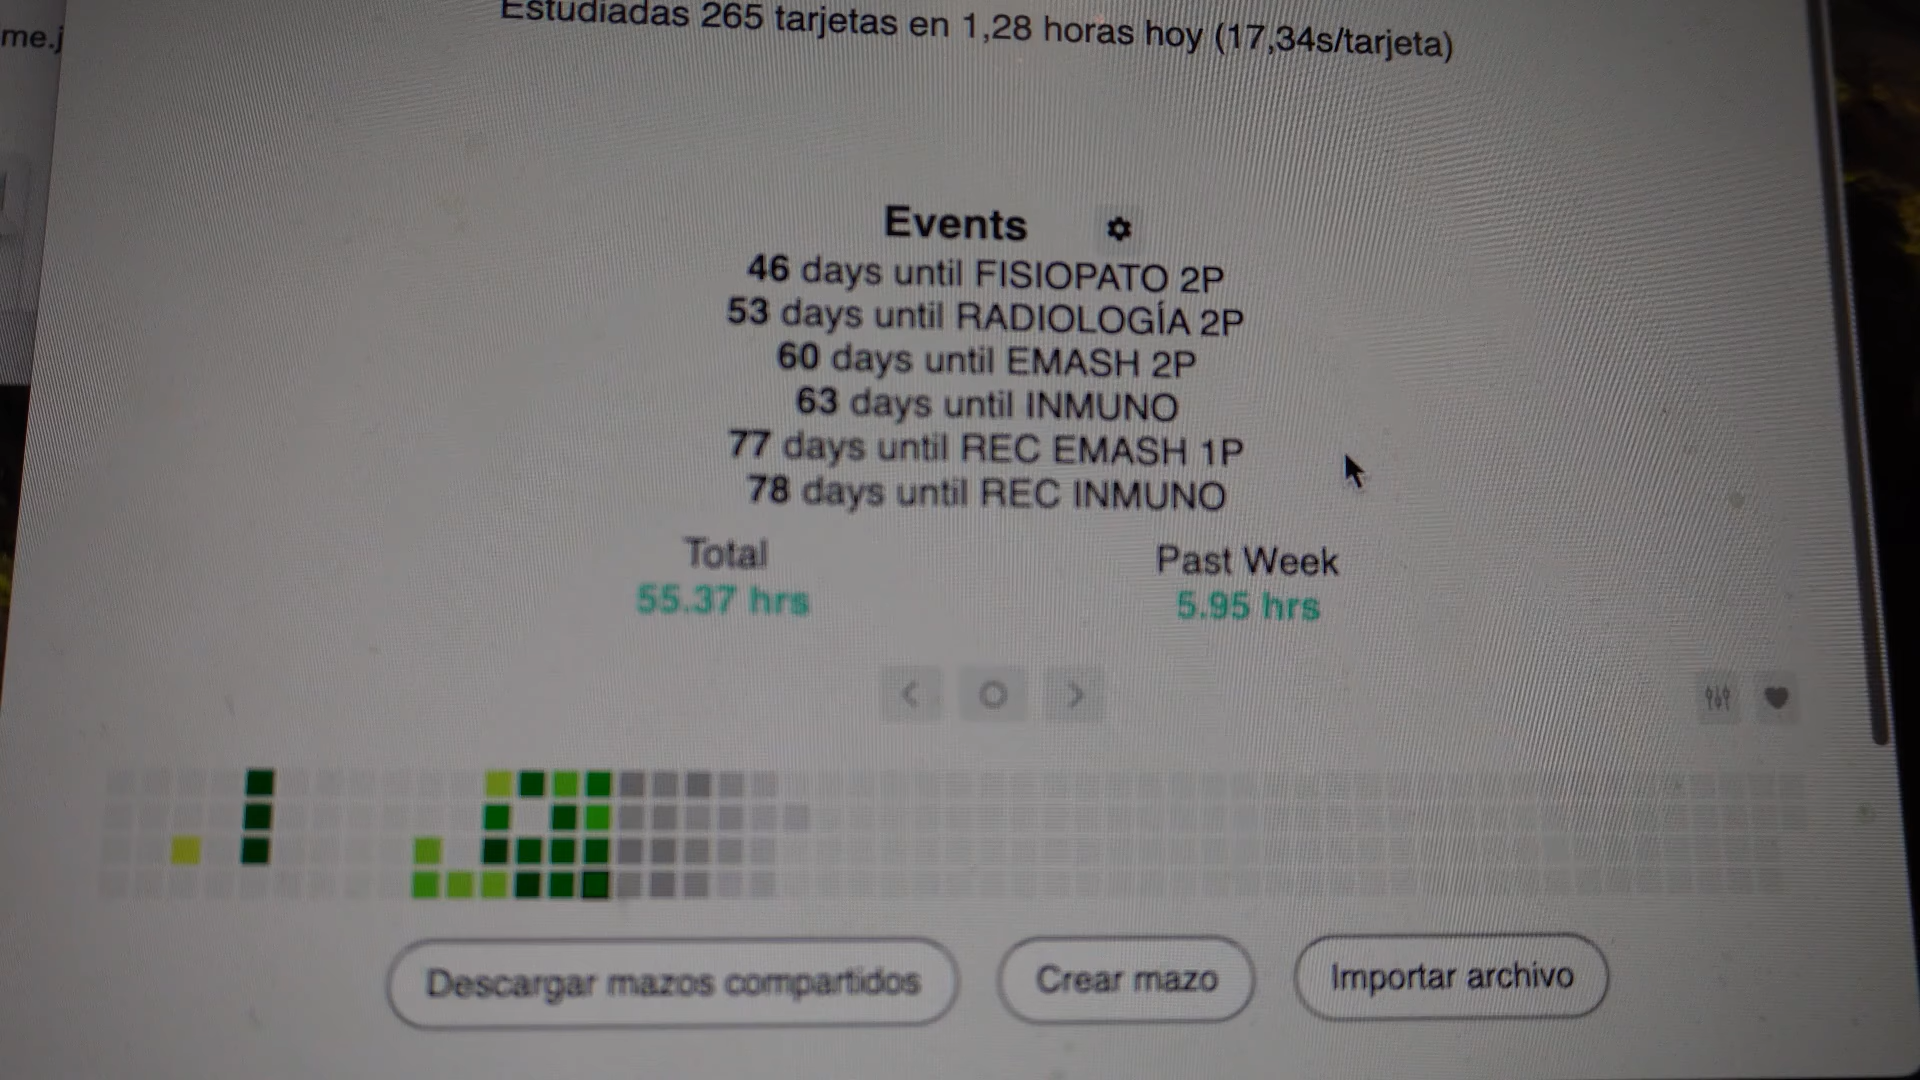 me.j
Estudiadas 265 tarjetas en 1,28 horas hoy (17,34s/tarjeta)
Events
46 days until FISIOPATO 2P
53 days until RADIOLOGÍA 2P
60 days until EMASH 2P
63 days until INMUNO
77 days until REC EMASH 1P
78 days until REC INMUNO
Total Past Week
55.37 hrs 5.95 hrs
Descargar mazos compartidos Crear mazo Importar archivo